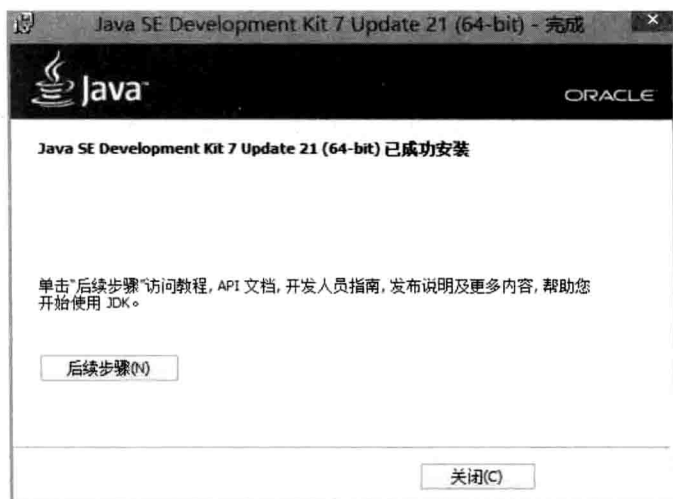 Java SE Development Kit 7 Update 21 (64-bit) - 完成
Java™
ORACLE
Java SE Development Kit 7 Update 21 (64-bit) 已成功安装
单击"后续步骤"访问教程, API 文档, 开发人员指南, 发布说明及更多内容, 帮助您
开始使用 JDK。
后续步骤(N)
关闭(C)